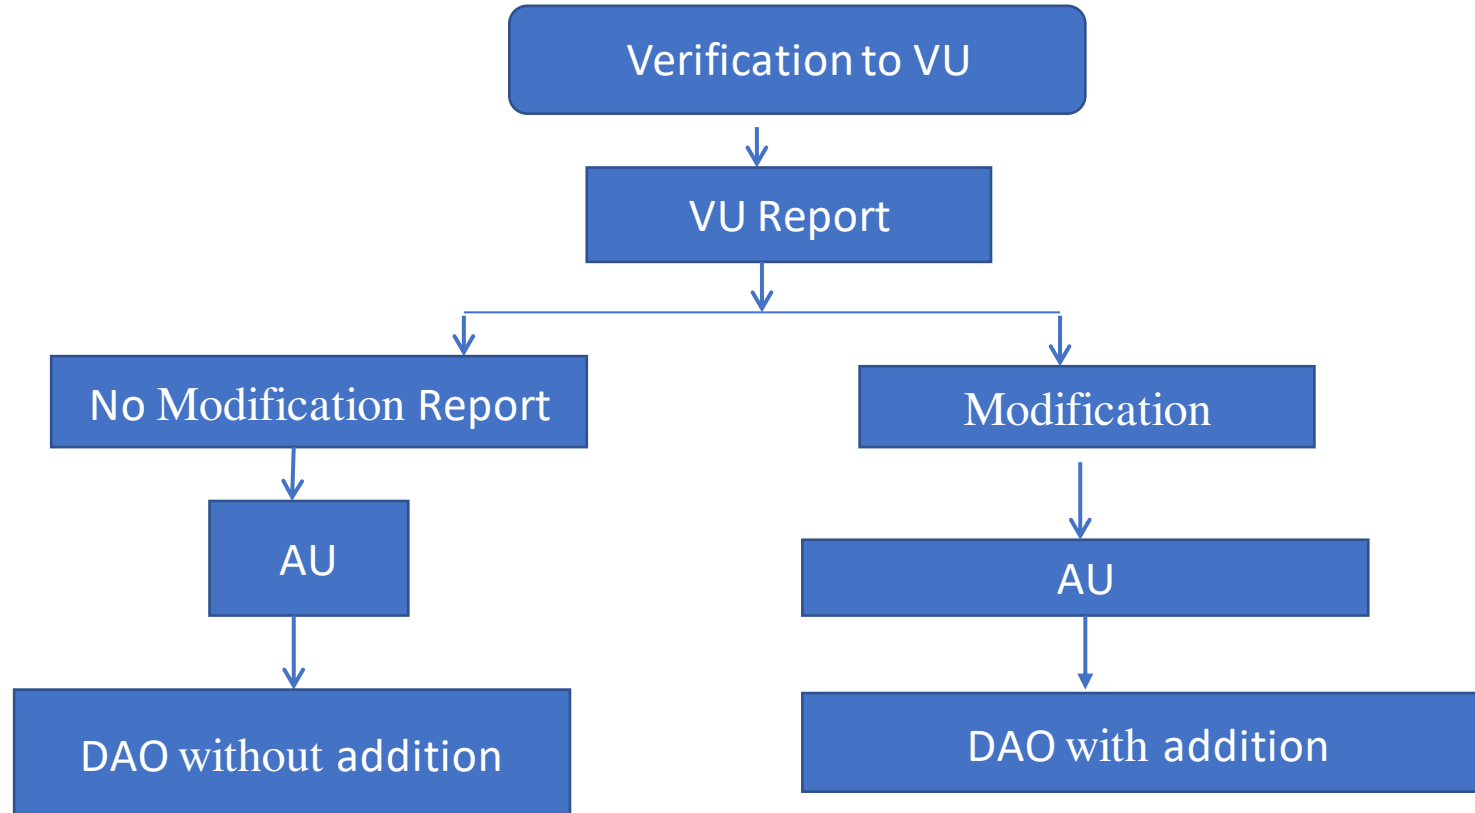 Verification to VU
VU Report
No Modification Report
Modification
AU
AU
DAO without addition
DAO with addition